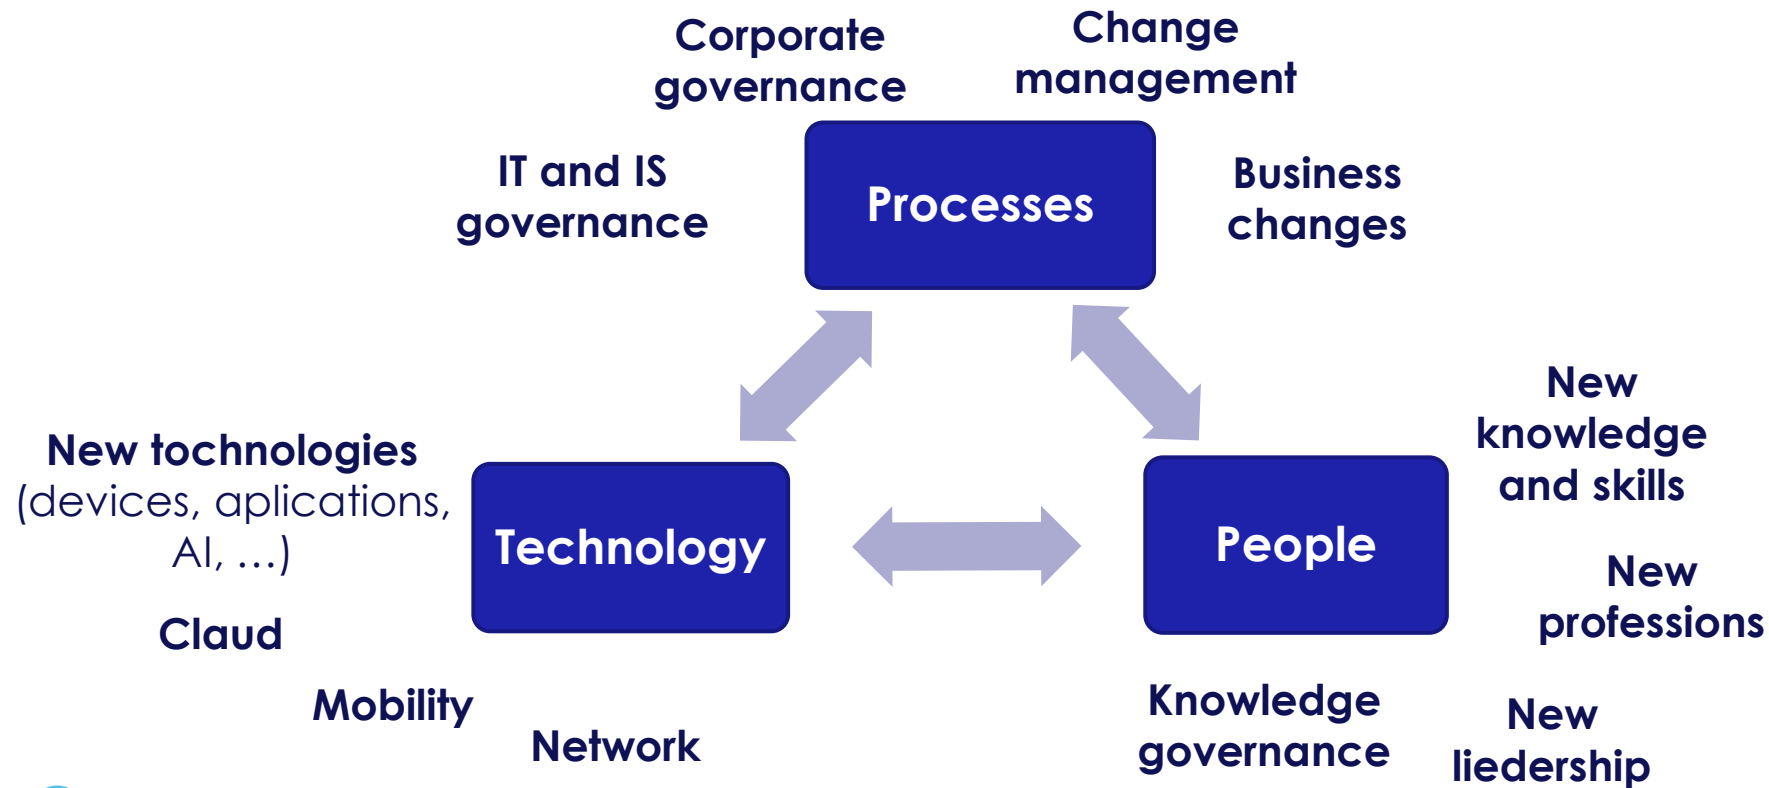 Corporate
governance
Change
management
IT and IS
governance
Processes
Business
changes
New tochnologies
(devices, aplications,
AI, …)
Technology
Claud
Mobility
Network
People
New
knowledge
and skills
New
professions
Knowledge
governance
New
liedership